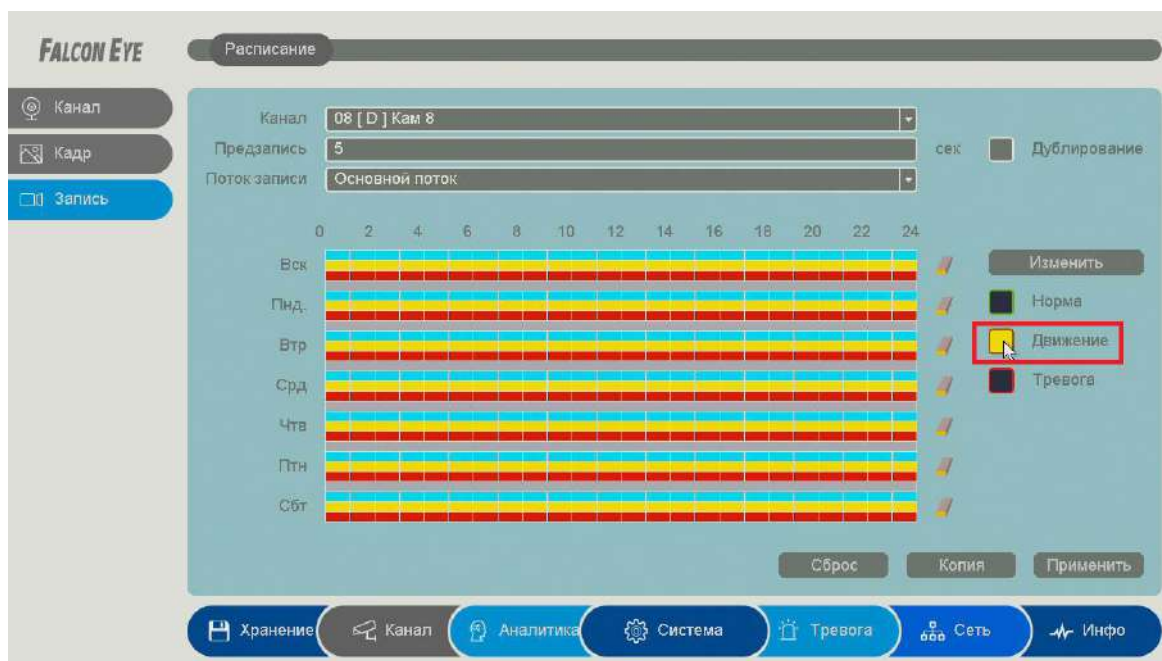 FALCON EYE
Расписание
Канал
Кадр
Запись
Канал 08 [ D ] Кам 8
Предзапись 5 сек Дублирование
Поток записи Основной поток
0 2 4 6 8 10 12 14 16 18 20 22 24
Вск Изменить
Пнд. Норма
Втр Движение
Срд Тревога
Чтв
Птн
Сбт
Сброс Копия Применить
Хранение Канал Аналитика Система Тревога Сеть Инфо